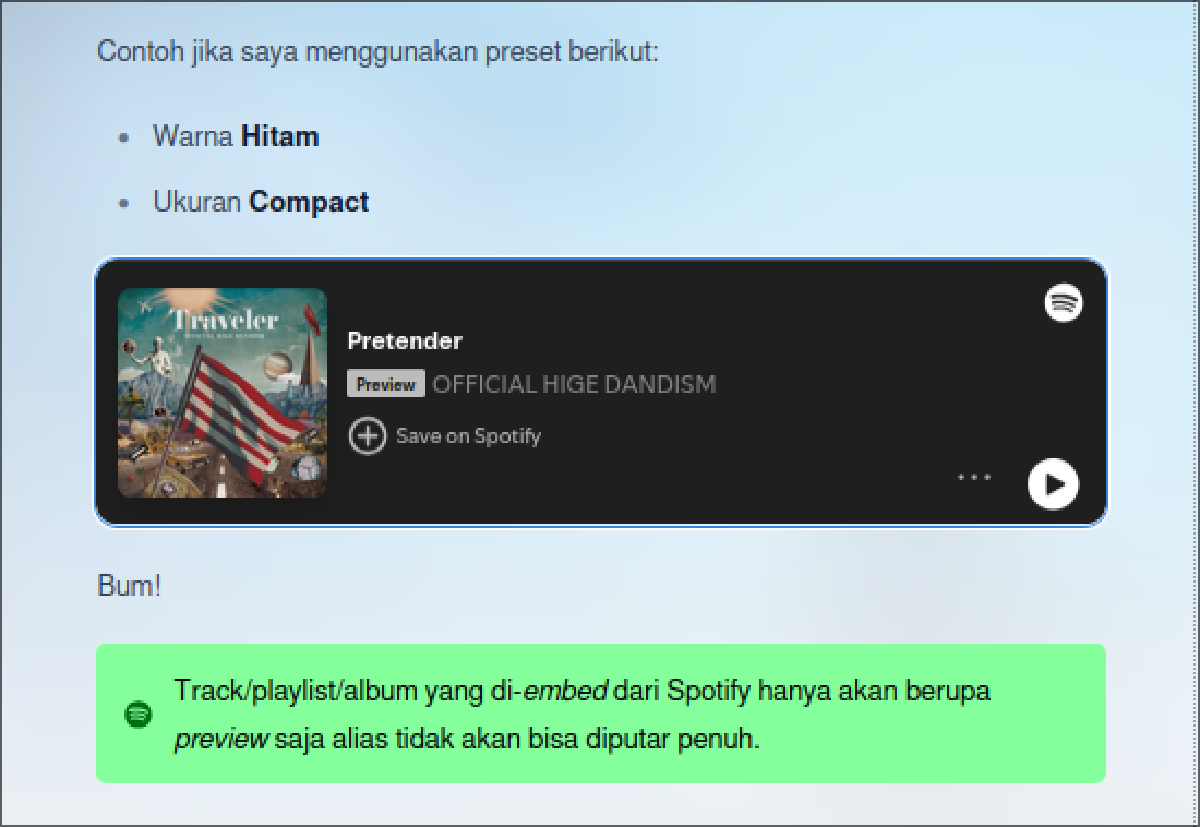 Contoh jika saya menggunakan preset berikut:
Warna Hitam
Ukuran Compact
Traveler
Pretender
Preview OFFICIAL HIGE DANDISM
Save on Spotify
Bum!
Track/playlist/album yang di-embed dari Spotify hanya akan berupa
preview saja alias tidak akan bisa diputar penuh.